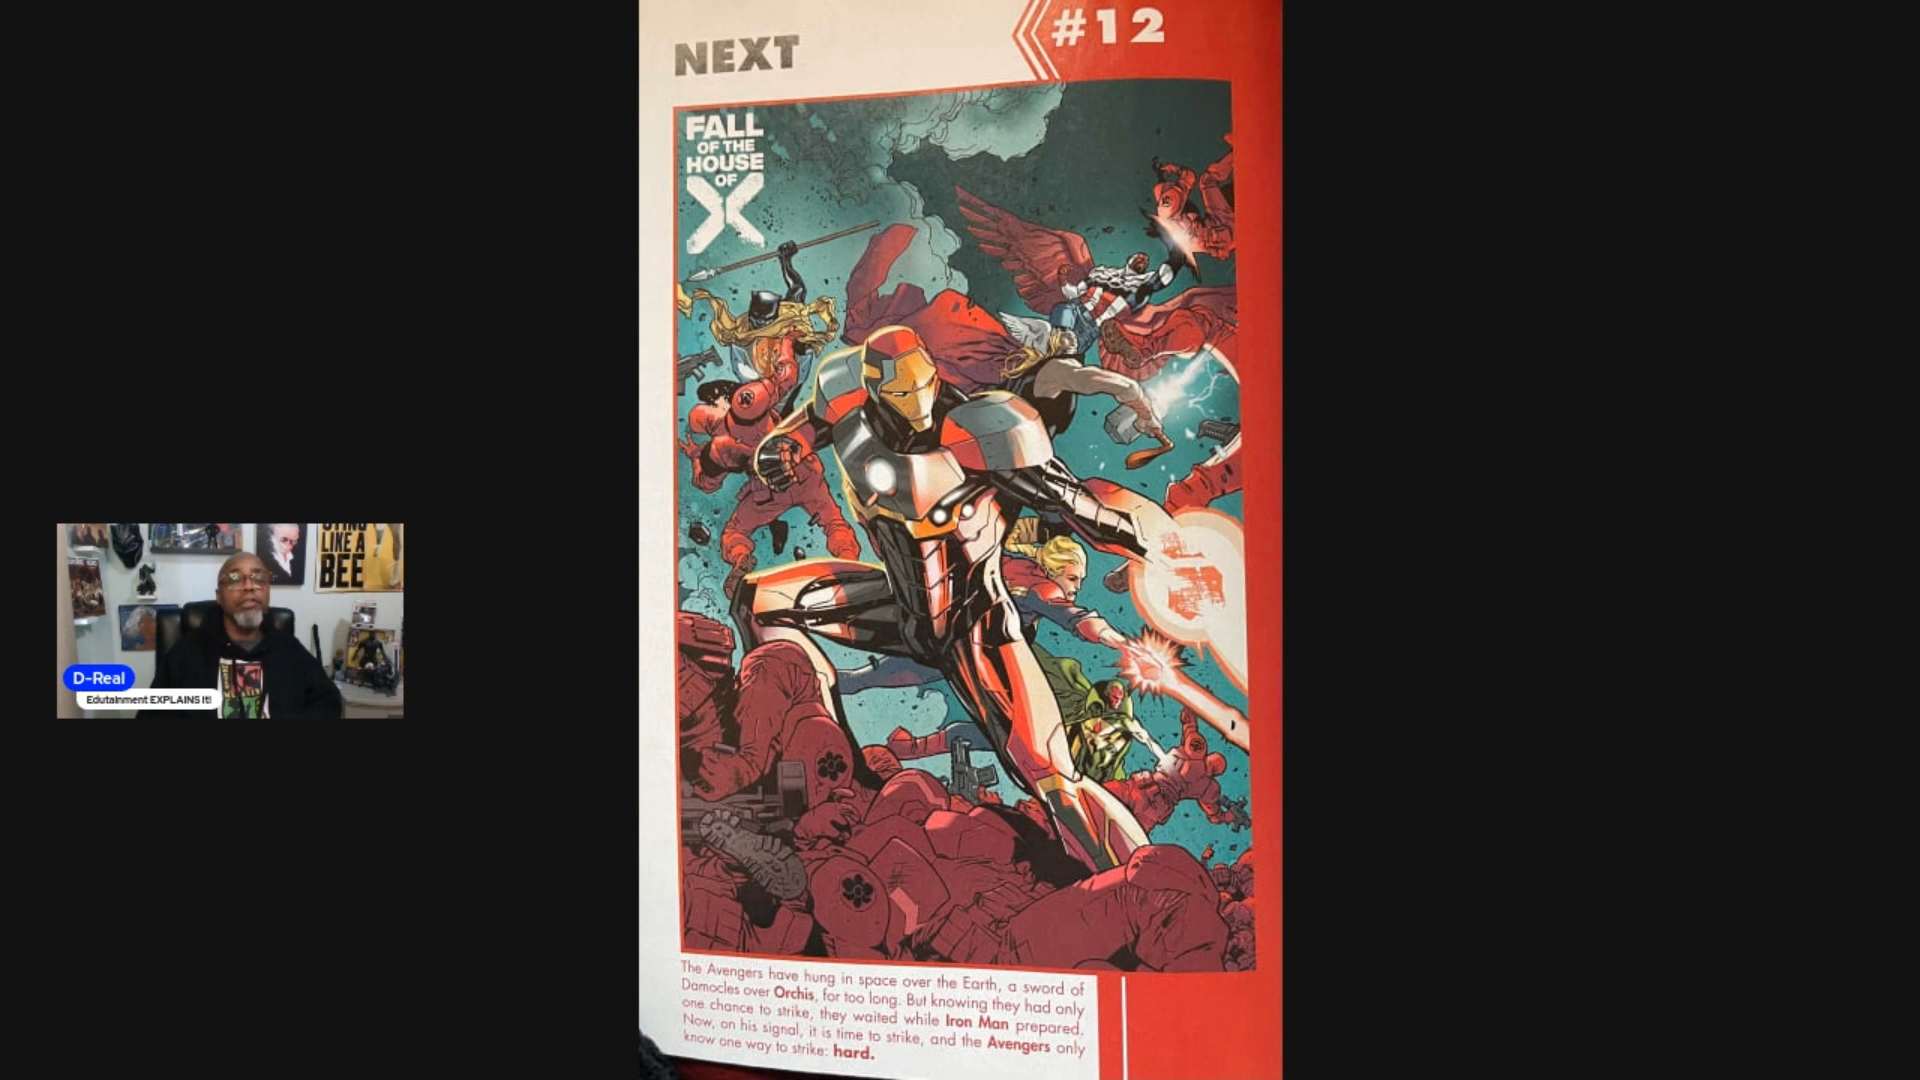 NEXT
#12
FALL
OF THE
HOUSE
OF
X
STING
LIKE A
BEE
D-Real
Edutainment EXPLAINS It!
The Avengers have hung in space over the Earth, a sword of
Damocles over Orchis, for too long. But knowing they had only
one chance to strike, they waited while Iron Man prepared.
Now, on his signal, it is time to strike, and the Avengers only
know one way to strike: hard.